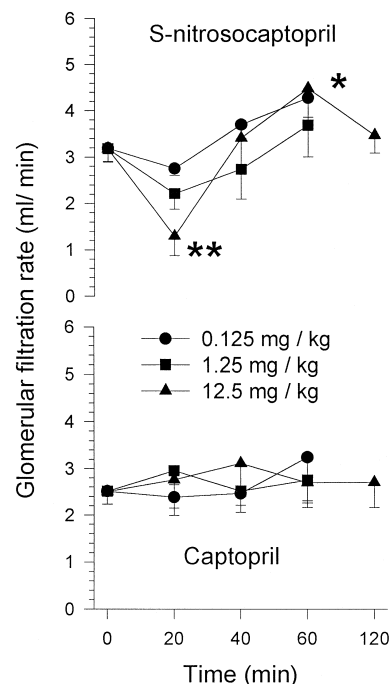 S-nitrosocaptopril
6
5
4
3
2
1
0
*
**
Glomerular filtration rate (ml/ min)
6
5
4
3
2
1
0
0.125 mg / kg
1.25 mg / kg
12.5 mg / kg
Captopril
0 20 40 60 120
Time (min)